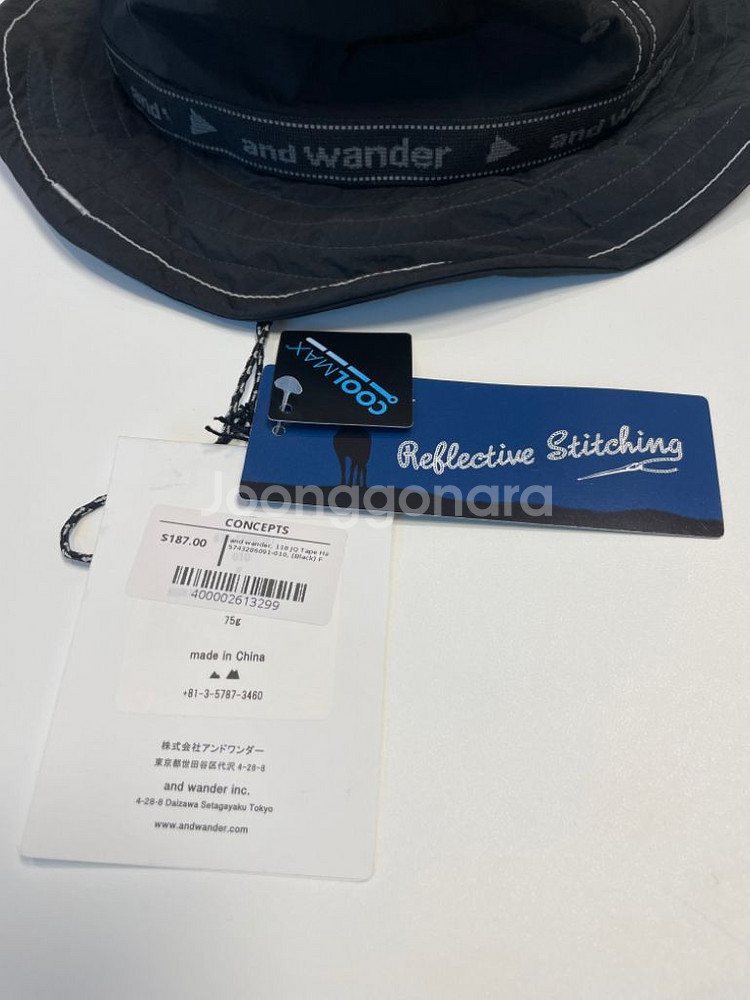 and wander
and wander
and wa
COOLMAX
Reflective Stitching
Joonggonara
CONCEPTS
$187.00
and wander, 110 JQ Tape Ha
5743286091-010, (Black) F
400002613299
75g
made in China
+81-3-5787-3460
株式会社アンドワンダー
東京都世田谷区代沢 4-28-8
and wander inc.
4-28-8 Daizawa Setagayaku Tokyo
www.andwander.com